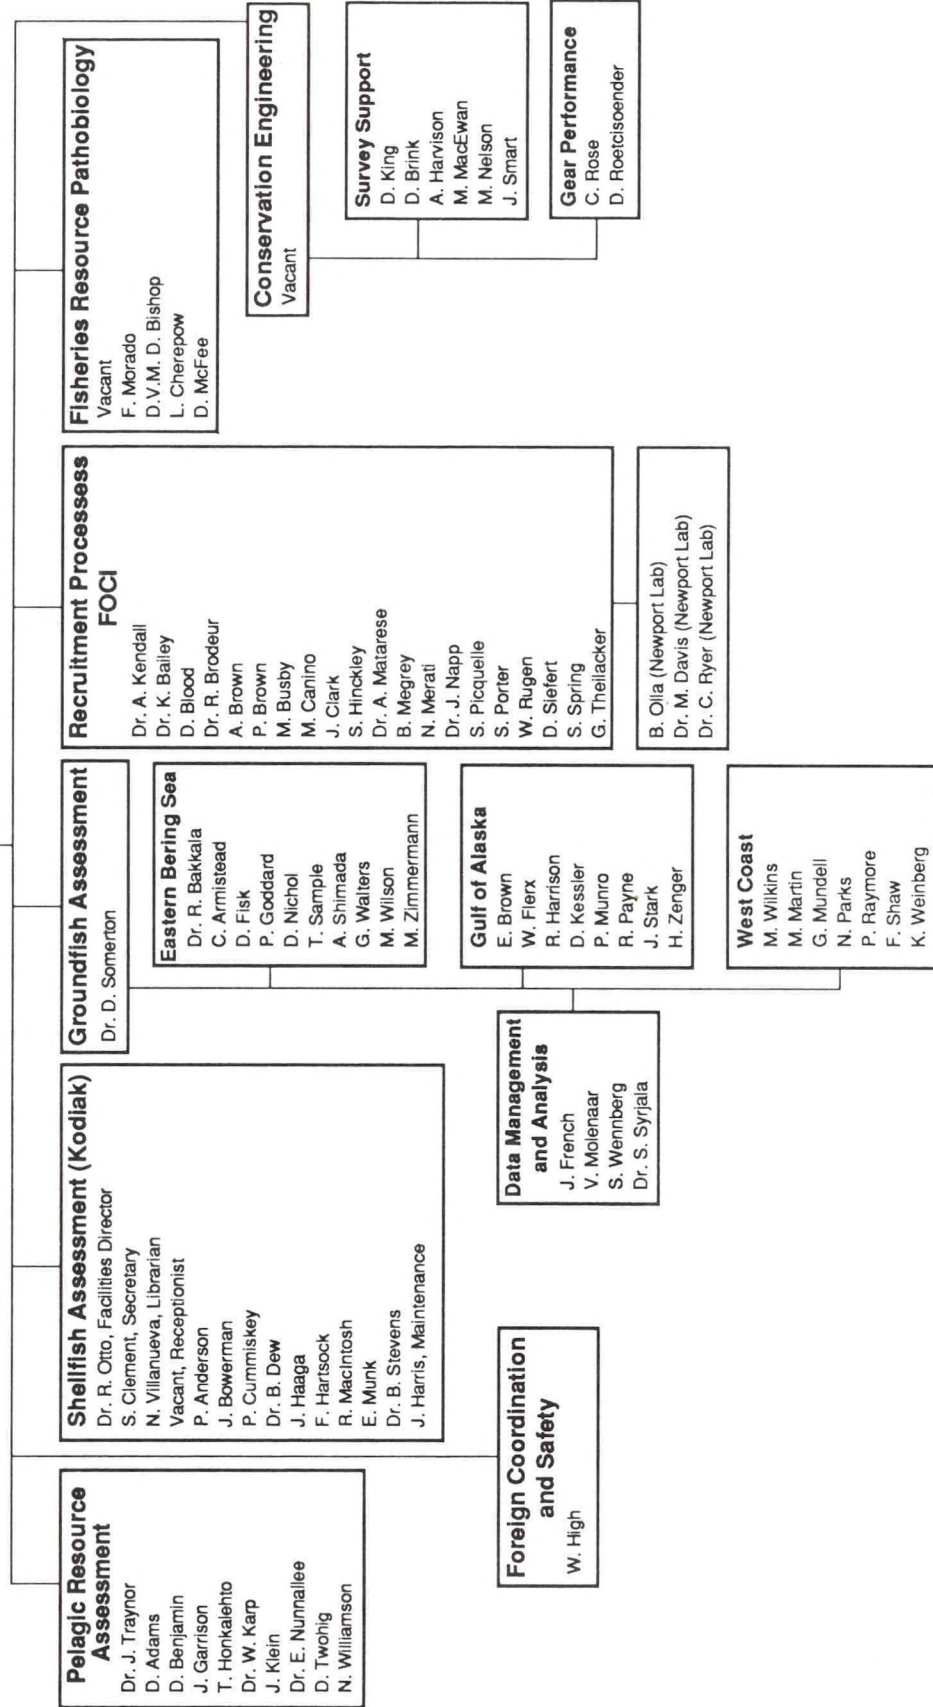 Pelagic Resource
Assessment
Dr. J. Traynor
D. Adams
D. Benjamin
J. Garrison
T. Honkalehto
Dr. W. Karp
J. Klein
Dr. E. Nunnallee
D. Twohig
N. Williamson
Foreign Coordination
and Safety
W. High
Shellfish Assessment (Kodiak)
Dr. R. Otto, Facilities Director
S. Clement, Secretary
N. Villanueva, Librarian
Vacant, Receptionist
P. Anderson
J. Bowerman
P. Cummiskey
Dr. B. Dew
J. Haaga
F. Hartsock
R. MacIntosh
E. Munk
Dr. B. Stevens
J. Harris, Maintenance
Groundfish Assessment
Dr. D. Somerton
Eastern Bering Sea
Dr. R. Bakkala
C. Armistead
D. Fisk
P. Goddard
D. Nichol
T. Sample
A. Shimada
G. Walters
M. Wilson
M. Zimmermann
Gulf of Alaska
E. Brown
W. Flerx
R. Harrison
D. Kessler
P. Munro
R. Payne
J. Stark
H. Zenger
Data Management
and Analysis
J. French
V. Molenaar
S. Wennberg
Dr. S. Syrjala
West Coast
M. Wilkins
M. Martin
G. Mundell
N. Parks
P. Raymore
F. Shaw
K. Weinberg
Recruitment Processess
FOCI
Dr. A. Kendall
Dr. K. Bailey
D. Blood
Dr. R. Brodeur
A. Brown
P. Brown
M. Busby
M. Canino
J. Clark
S. Hinckley
Dr. A. Matarese
B. Megrey
N. Merati
Dr. J. Napp
S. Picquelle
S. Porter
W. Rugen
D. Siefert
S. Spring
G. Thellacker
B. Olla (Newport Lab)
Dr. M. Davis (Newport Lab)
Dr. C. Ryer (Newport Lab)
Fisheries Resource Pathobiology
Vacant
F. Morado
D.V.M. D. Bishop
L. Cherepow
D. McFee
Conservation Engineering
Vacant
Survey Support
D. King
D. Brink
A. Harvison
M. MacEwan
M. Nelson
J. Smart
Gear Performance
C. Rose
D. Roetcisoender